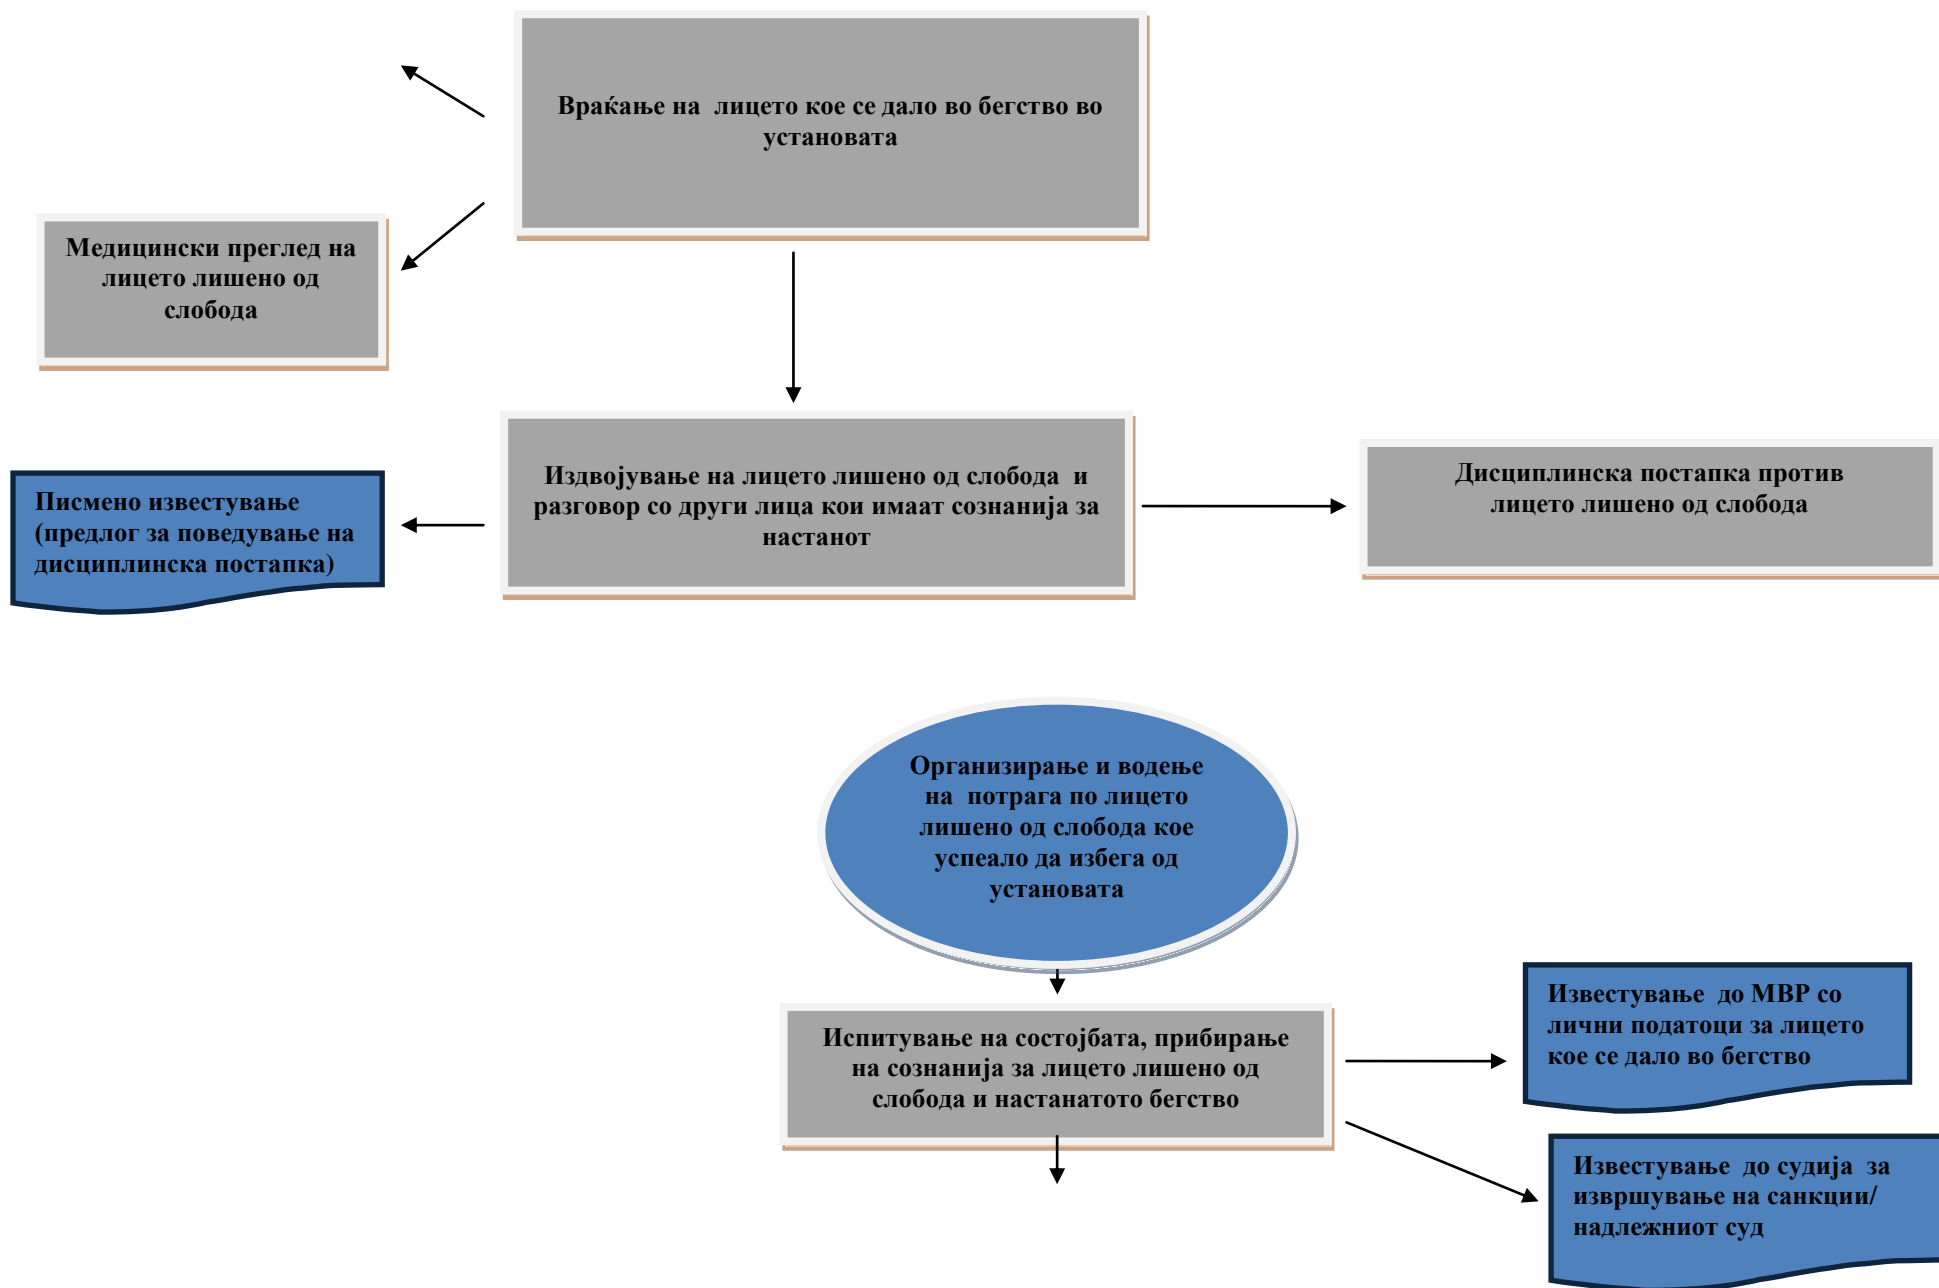 Враќање на лицето кое се дало во бегство во
установата
Медицински преглед на
лицето лишено од
слобода
Издвојување на лицето лишено од слобода и
разговор со други лица кои имаат сознанија за
настанот
Дисциплинска постапка против
лицето лишено од слобода
Писмено известување
(предлог за поведување на
дисциплинска постапка)
Организирање и водење
на потрага по лицето
лишено од слобода кое
успеало да избега од
установата
Испитување на состојбата, прибирање
на сознанија за лицето лишено од
слобода и настанатото бегство
Известување до МВР со
лични податоци за лицето
кое се дало во бегство
Известување до судија за
извршување на санкции/
надлежниот суд